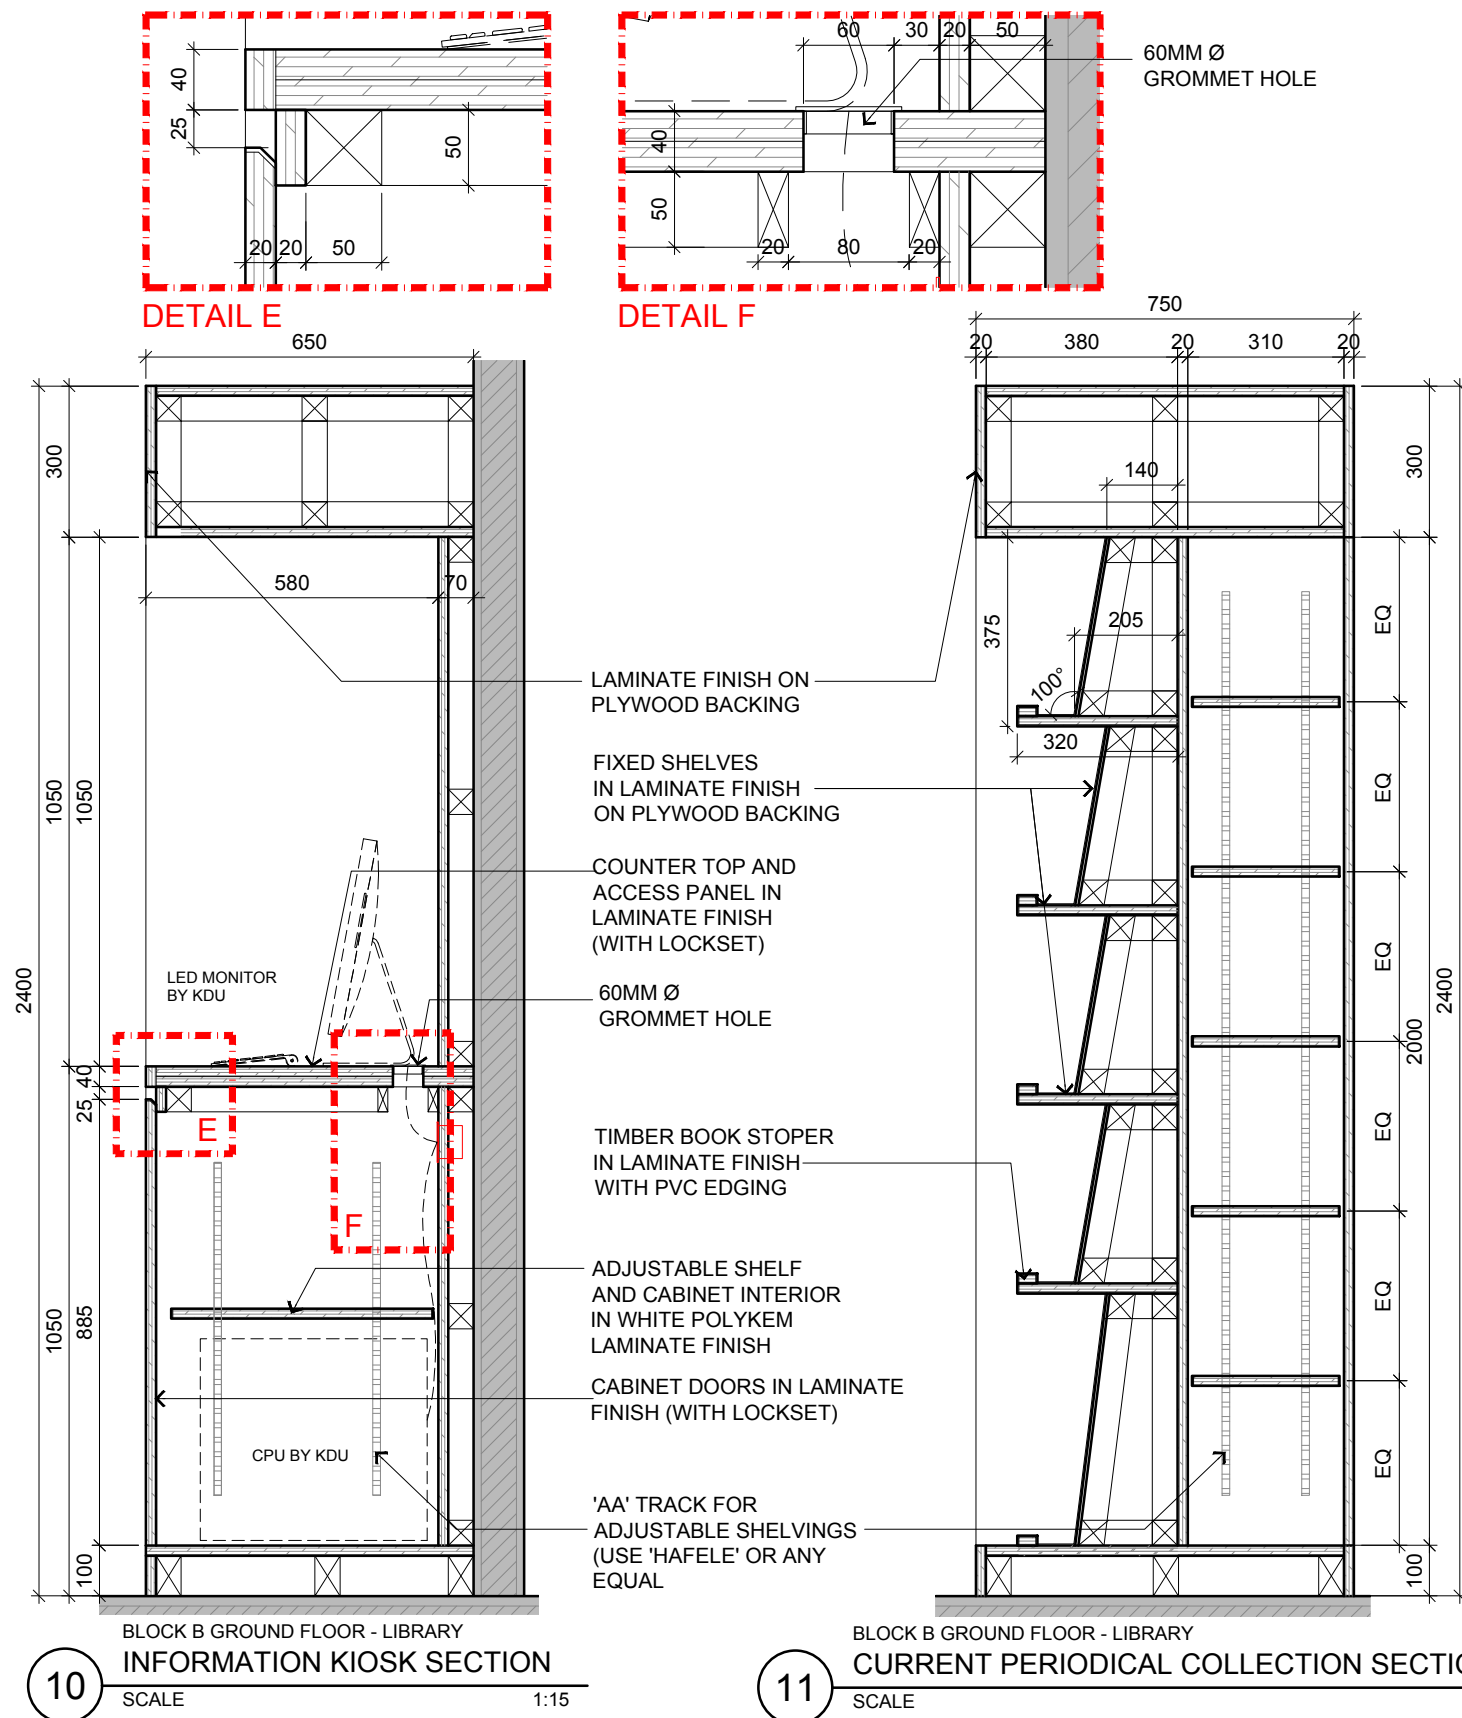 40
25
50
20
20
50
DETAIL E
60
30
20
50
60MM Ø
GROMMET HOLE
40
50
20
80
20
DETAIL F
650
300
580
70
1050
1050
2400
LED MONITOR
BY KDU
40
25
E
F
1050
885
CPU BY KDU
100
LAMINATE FINISH ON
PLYWOOD BACKING
FIXED SHELVES
IN LAMINATE FINISH
ON PLYWOOD BACKING
COUNTER TOP AND
ACCESS PANEL IN
LAMINATE FINISH
(WITH LOCKSET)
60MM Ø
GROMMET HOLE
TIMBER BOOK STOPER
IN LAMINATE FINISH
WITH PVC EDGING
ADJUSTABLE SHELF
AND CABINET INTERIOR
IN WHITE POLYKEM
LAMINATE FINISH
CABINET DOORS IN LAMINATE
FINISH (WITH LOCKSET)
'AA' TRACK FOR
ADJUSTABLE SHELVINGS
(USE 'HAFELE' OR ANY
EQUAL
750
20
380
20
310
20
140
300
375
205
100°
320
EQ
EQ
EQ
EQ
EQ
EQ
2000
2400
100
BLOCK B GROUND FLOOR - LIBRARY
10
INFORMATION KIOSK SECTION
SCALE 1:15
BLOCK B GROUND FLOOR - LIBRARY
11
CURRENT PERIODICAL COLLECTION SECTIO
SCALE